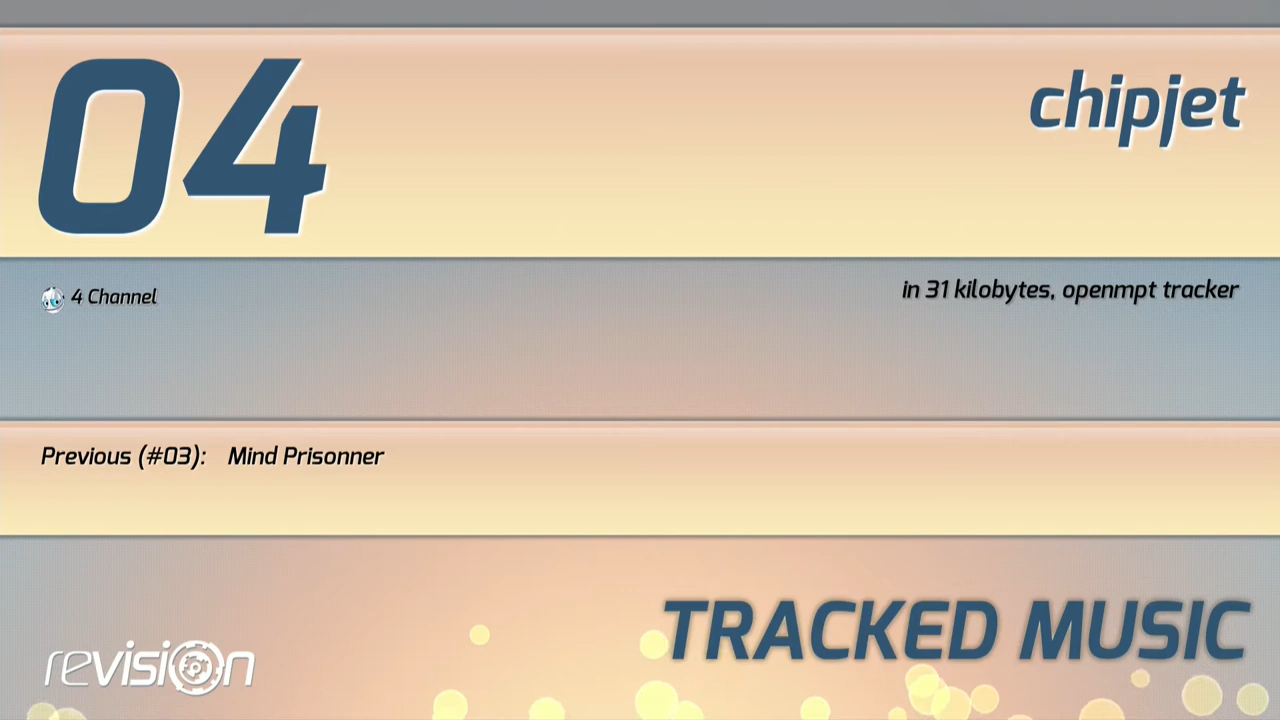 04
chipjet
4 Channel
in 31 kilobytes, openmpt tracker
Previous (#03): Mind Prisonner
TRACKED MUSIC
revision